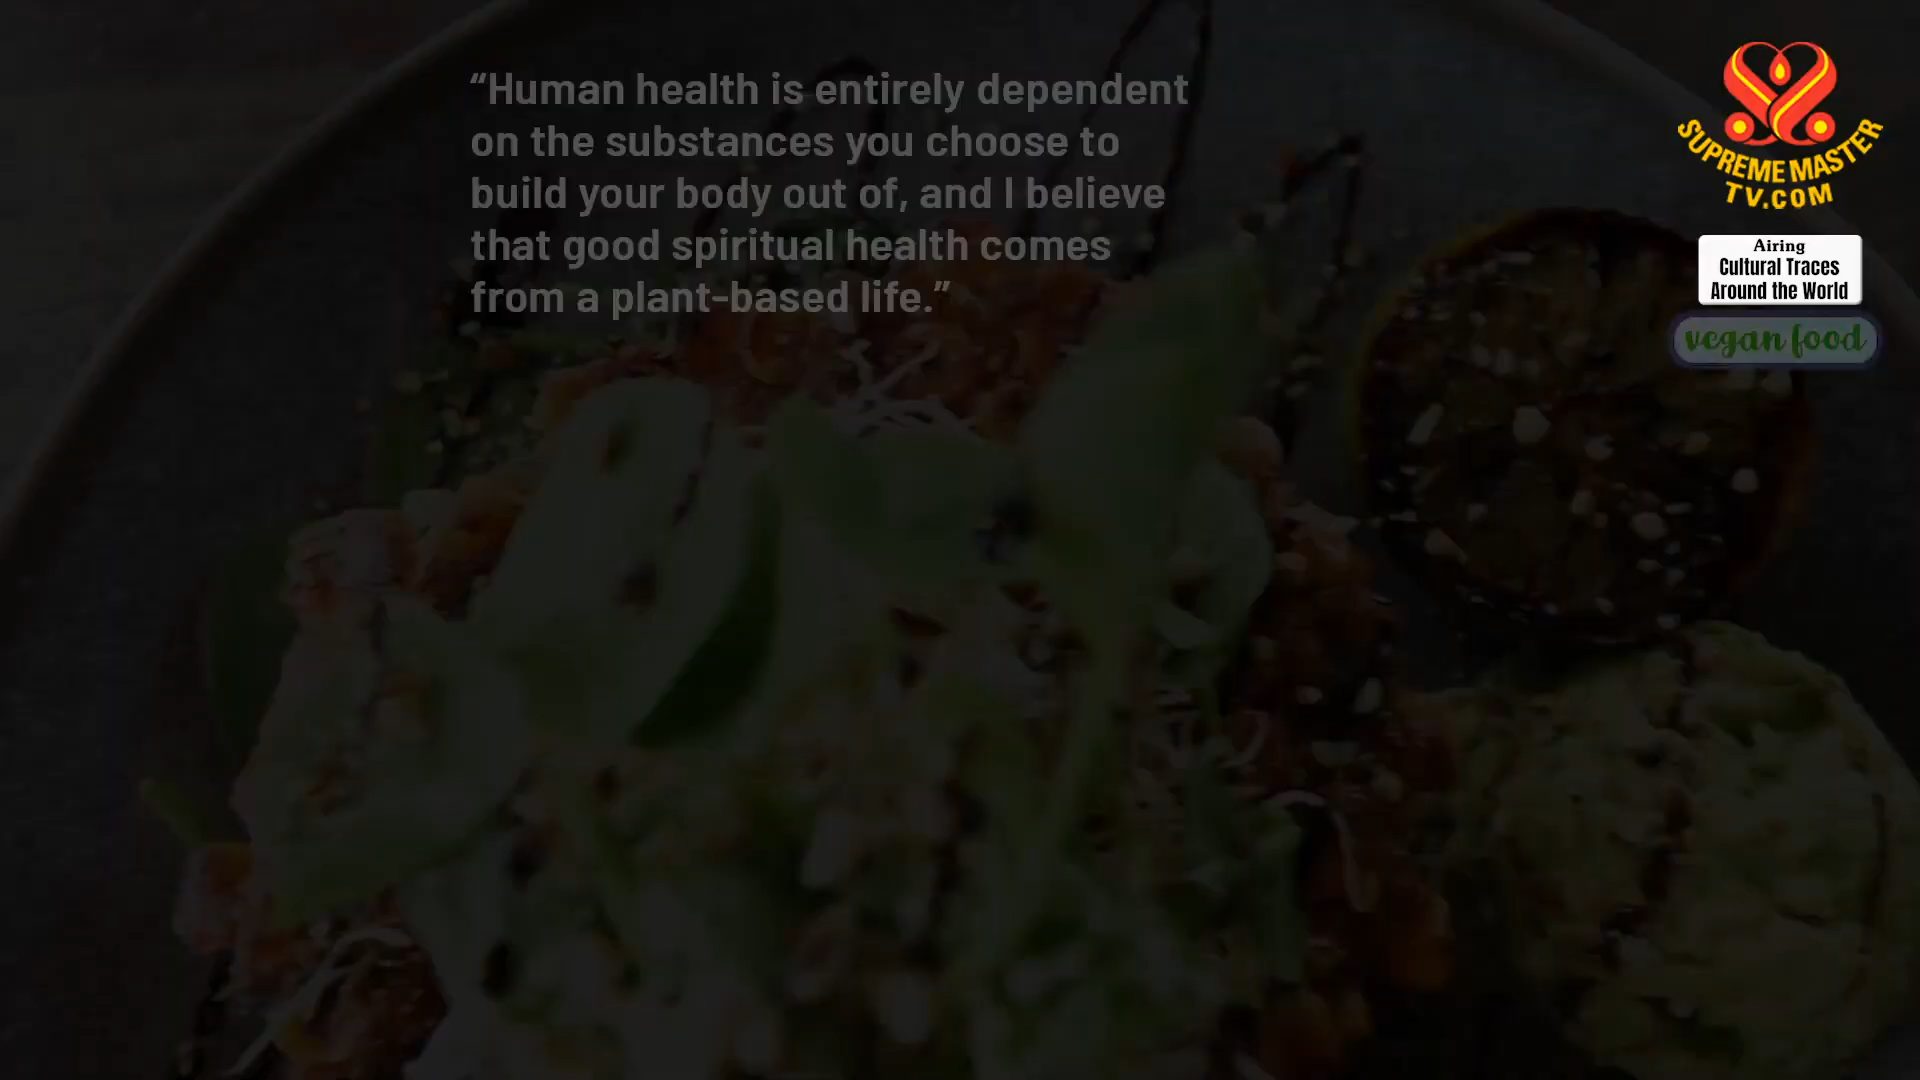 “Human health is entirely dependent
on the substances you choose to
build your body out of, and I believe
that good spiritual health comes
from a plant-based life.”
SUPREME MASTER
TV.COM
Airing
Cultural Traces
Around the World
vegan food